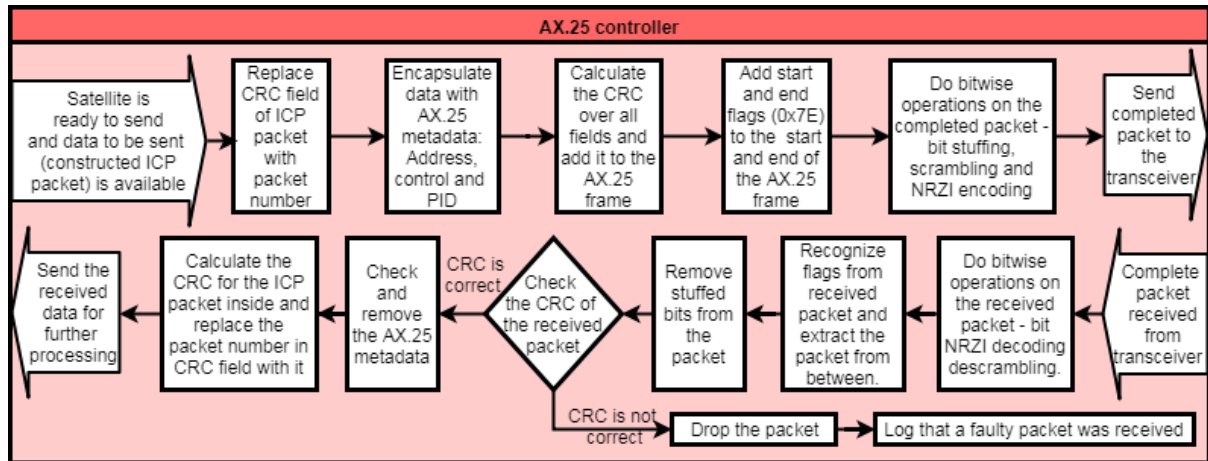 AX.25 controller
Satellite is
ready to send
and data to be sent
(constructed ICP
packet) is available
Replace
CRC field
of ICP
packet
with
packet
number
Encapsulate
data with
AX.25
metadata:
Address,
control and
PID
Calculate
the CRC
over all
fields and
add it to the
AX.25
frame
Add start
and end
flags (0x7E)
to the start
and end of
the AX.25
frame
Do bitwise
operations on the
completed packet -
bit stuffing,
scrambling and
NRZI encoding
Send
completed
packet to
the
transceiver
Complete
packet
received
from
transceiver
Do bitwise
operations on
the received
packet - bit
NRZI decoding
descrambling.
Recognize
flags from
received
packet and
extract the
packet from
between.
Remove
stuffed
bits from
the
packet
Check
the CRC of
the received
packet
CRC is
correct
Check
and
remove
the AX.25
metadata
Calculate the
CRC for the ICP
packet inside and
replace the
packet number in
CRC field with it
Send the
received
data for
further
processing
CRC is not
correct
Drop the packet
Log that a faulty packet was received